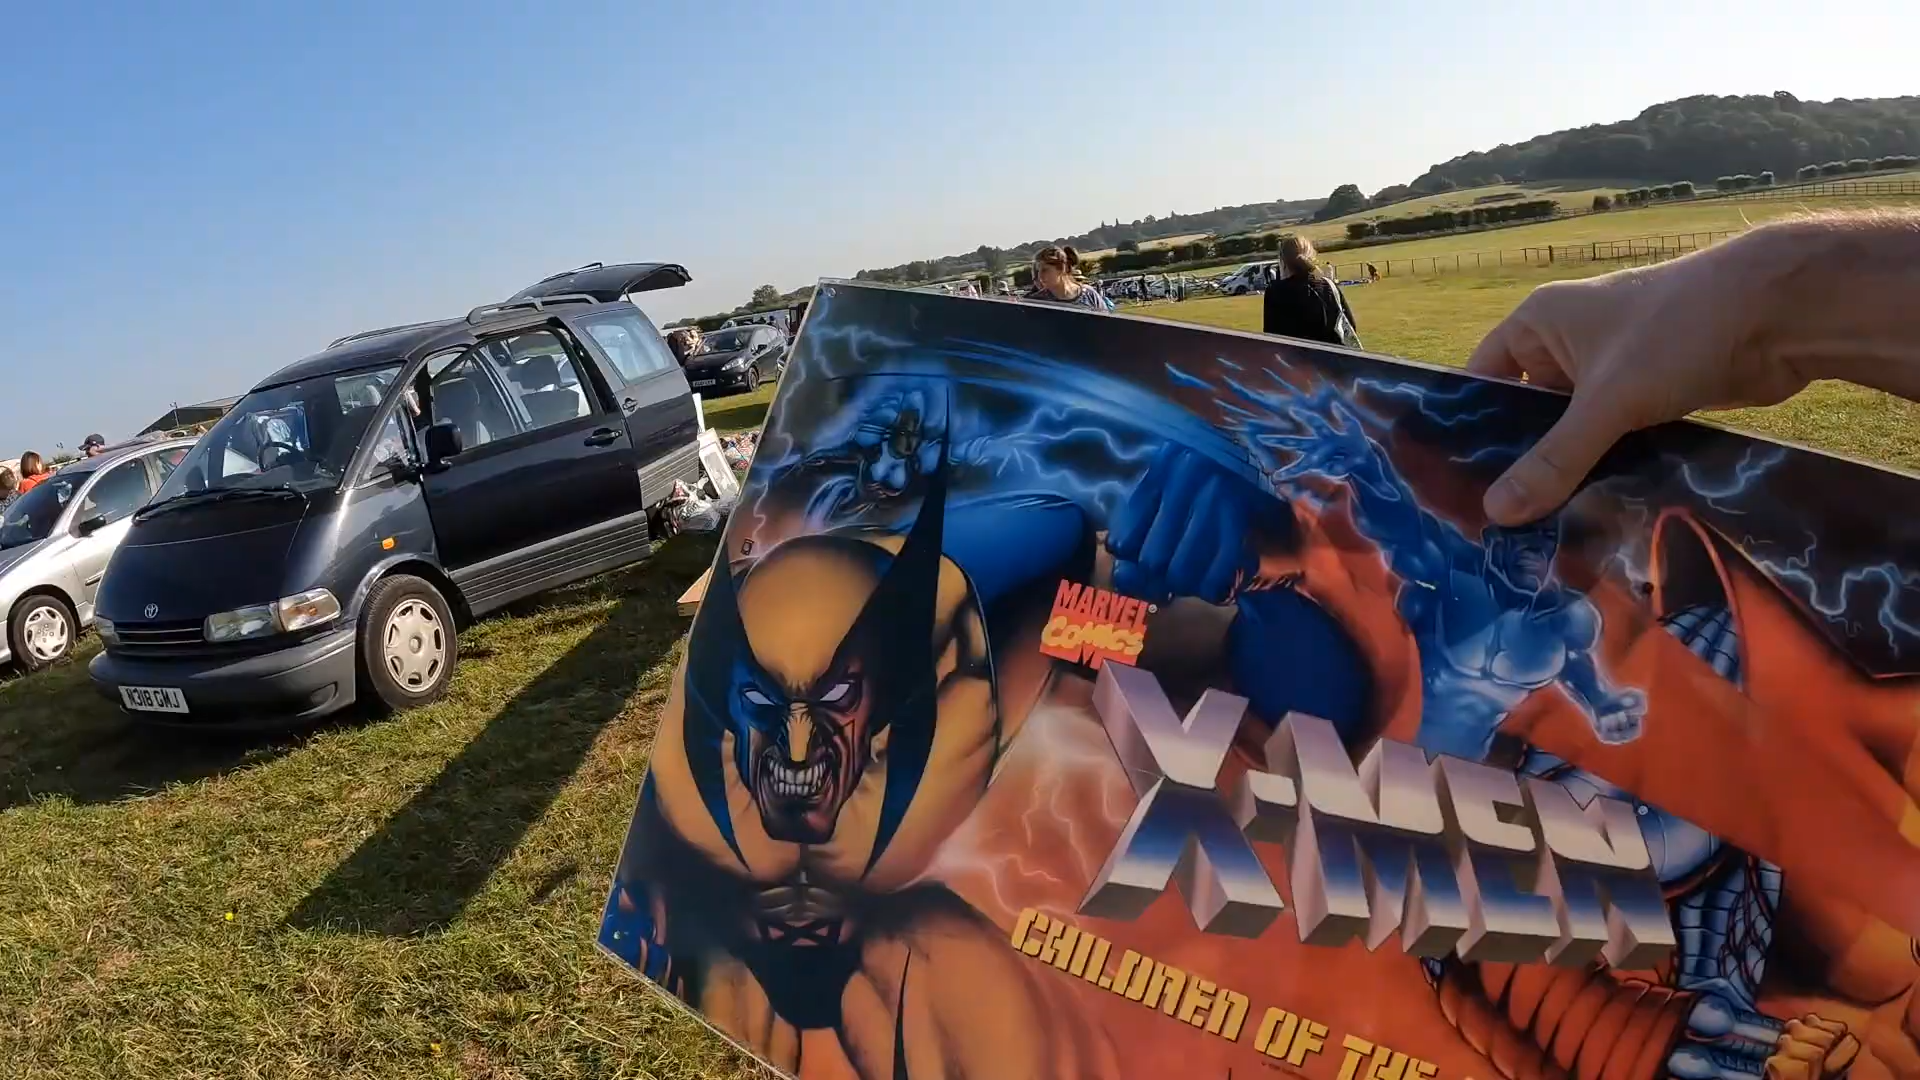 MARVEL
COMICS
X-MEN
CHILDREN OF THE
N318 GMJ